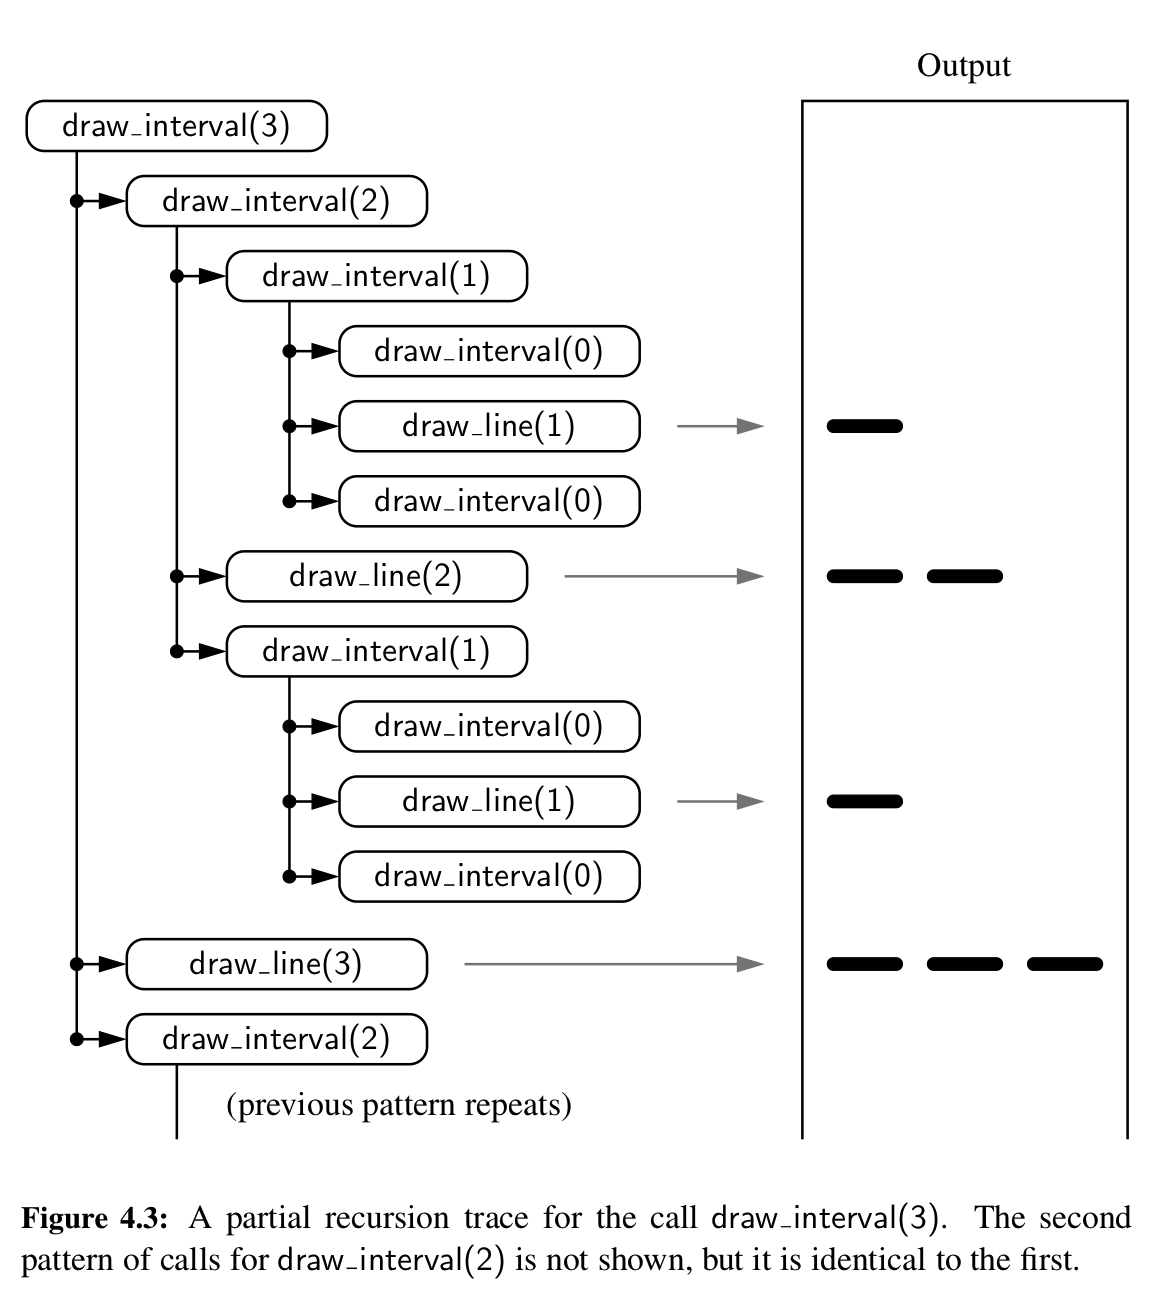 Output
draw_interval(3)
draw_interval(2)
draw_interval(1)
draw_interval(0)
draw_line(1)
draw_interval(0)
draw_line(2)
draw_interval(1)
draw_interval(0)
draw_line(1)
draw_interval(0)
draw_line(3)
draw_interval(2)
(previous pattern repeats)
Figure 4.3: A partial recursion trace for the call draw_interval(3). The second
pattern of calls for draw_interval(2) is not shown, but it is identical to the first.